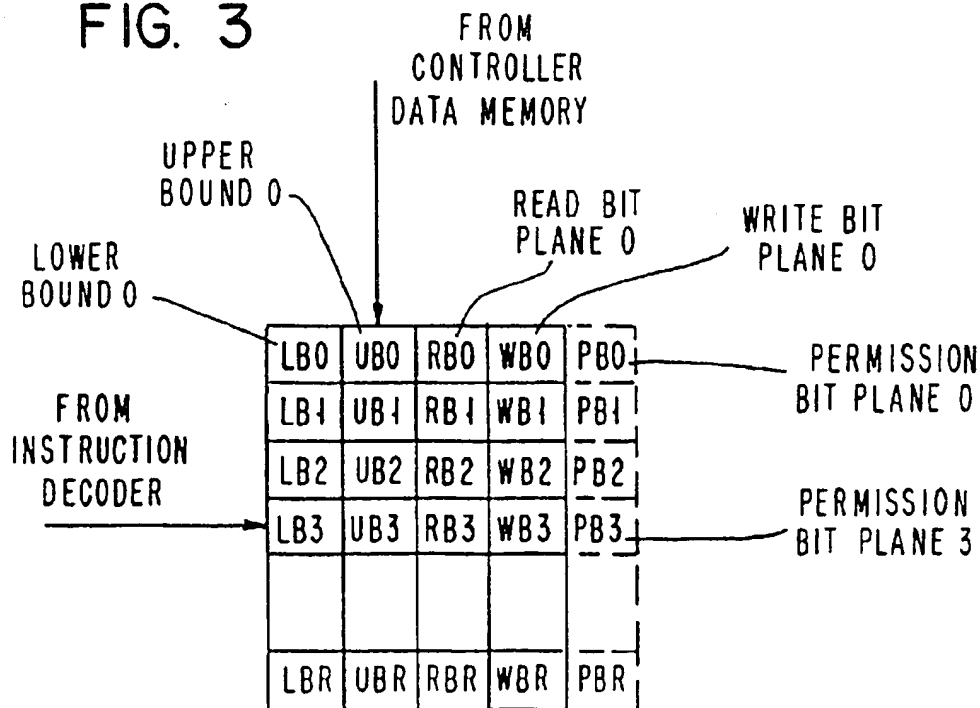 FIG. 3
FROM
CONTROLLER
DATA MEMORY
UPPER
BOUND 0
READ BIT
PLANE 0
WRITE BIT
PLANE 0
LOWER
BOUND 0
LB0 UB0 RB0 WB0 PB0
PERMISSION
BIT PLANE 0
LB1 UB1 RB1 WB1 PB1
FROM
INSTRUCTION
DECODER
LB2 UB2 RB2 WB2 PB2
LB3 UB3 RB3 WB3 PB3
PERMISSION
BIT PLANE 3
LBR UBR RBR WBR PBR